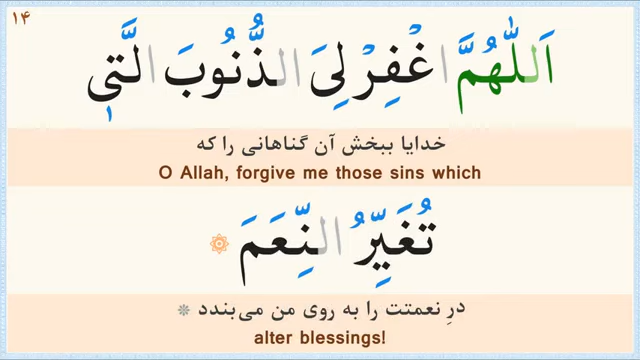 ۱۴
اَللّٰهُمَّ اغْفِرْ لِیَ الذُّنُوبَ الَّتٖی
خدایا ببخش آن گناهانی را که
O Allah, forgive me those sins which
تُغَیِّرُ النِّعَمَ
درِ نعمتت را به روی من می‌بندد *
alter blessings!